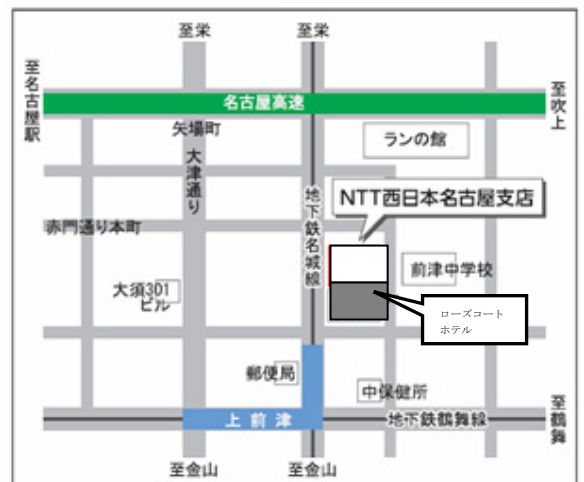 至栄
至栄
至名古屋駅
名古屋高速
至吹上
矢場町
ランの館
大津通り
地下鉄名城線
NTT西日本名古屋支店
赤門通り本町
前津中学校
大須301
ビル
ローズコート
ホテル
郵便局
中保健所
上前津
地下鉄鶴舞線
至鶴舞
至金山
至金山